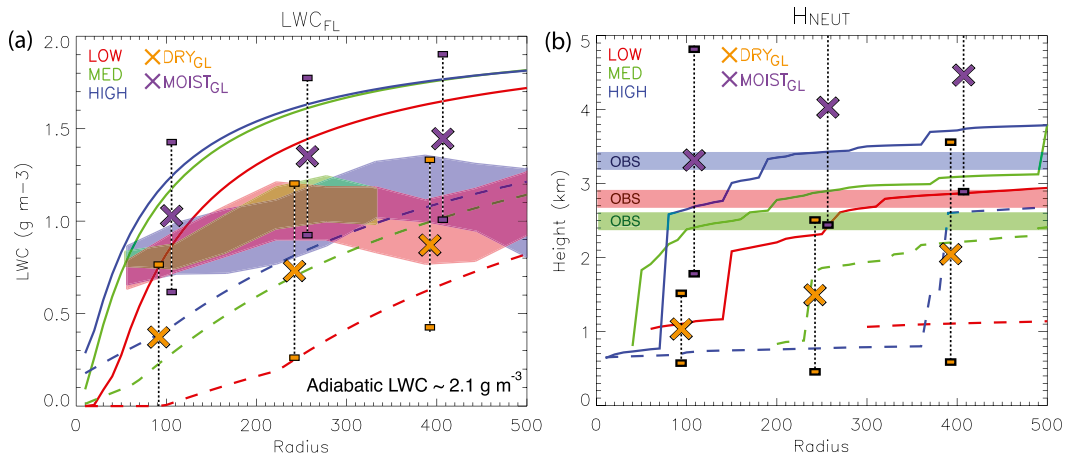 LWC_FL
(a)
2.0
1.5
1.0
0.5
0.0
LWC (g m-3)
LOW
MED
HIGH
DRY_GL
MOIST_GL
Adiabatic LWC ~ 2.1 g m⁻³
0 100 200 300 400 500
Radius
H_NEUT
(b)
5
4
3
2
1
0
Height (km)
LOW
MED
HIGH
DRY_GL
MOIST_GL
OBS
OBS
OBS
0 100 200 300 400 500
Radius